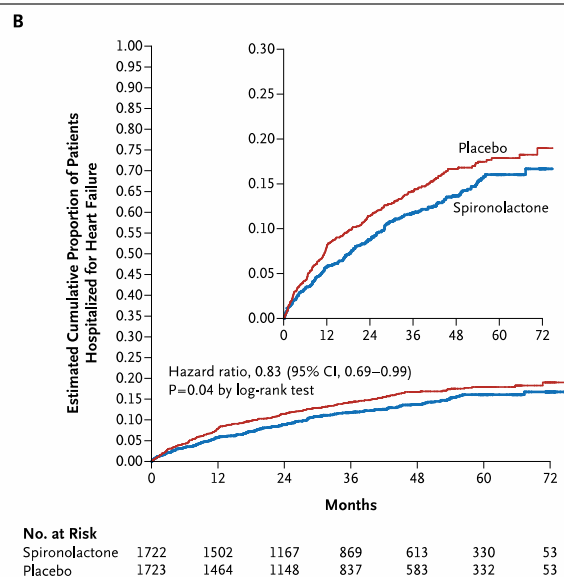 B
Estimated Cumulative Proportion of Patients
Hospitalized for Heart Failure
1.00
0.95
0.90
0.85
0.80
0.75
0.70
0.65
0.60
0.55
0.50
0.45
0.40
0.35
0.30
0.25
0.20
0.15
0.10
0.05
0.00
0.30
0.25
0.20
0.15
0.10
0.05
0.00
Placebo
Spironolactone
0 12 24 36 48 60 72
Hazard ratio, 0.83 (95% CI, 0.69–0.99)
P=0.04 by log-rank test
0 12 24 36 48 60 72
Months
No. at Risk
Spironolactone 1722 1502 1167 869 613 330 53
Placebo 1723 1464 1148 837 583 332 53